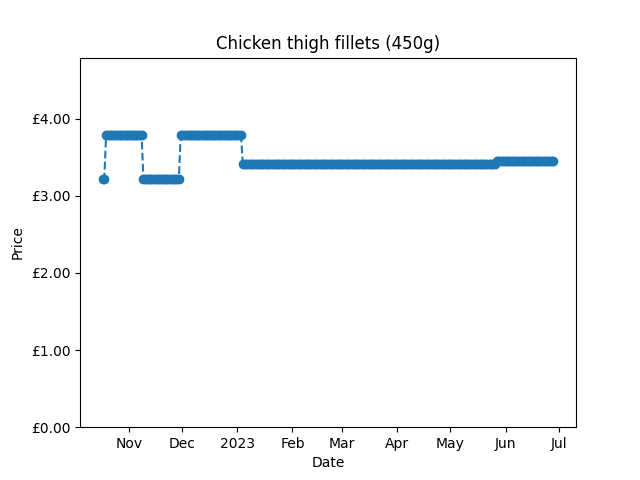 Chicken thigh fillets (450g)
£4.00
£3.00
£2.00
£1.00
£0.00
Price
Nov Dec 2023 Feb Mar Apr May Jun Jul
Date